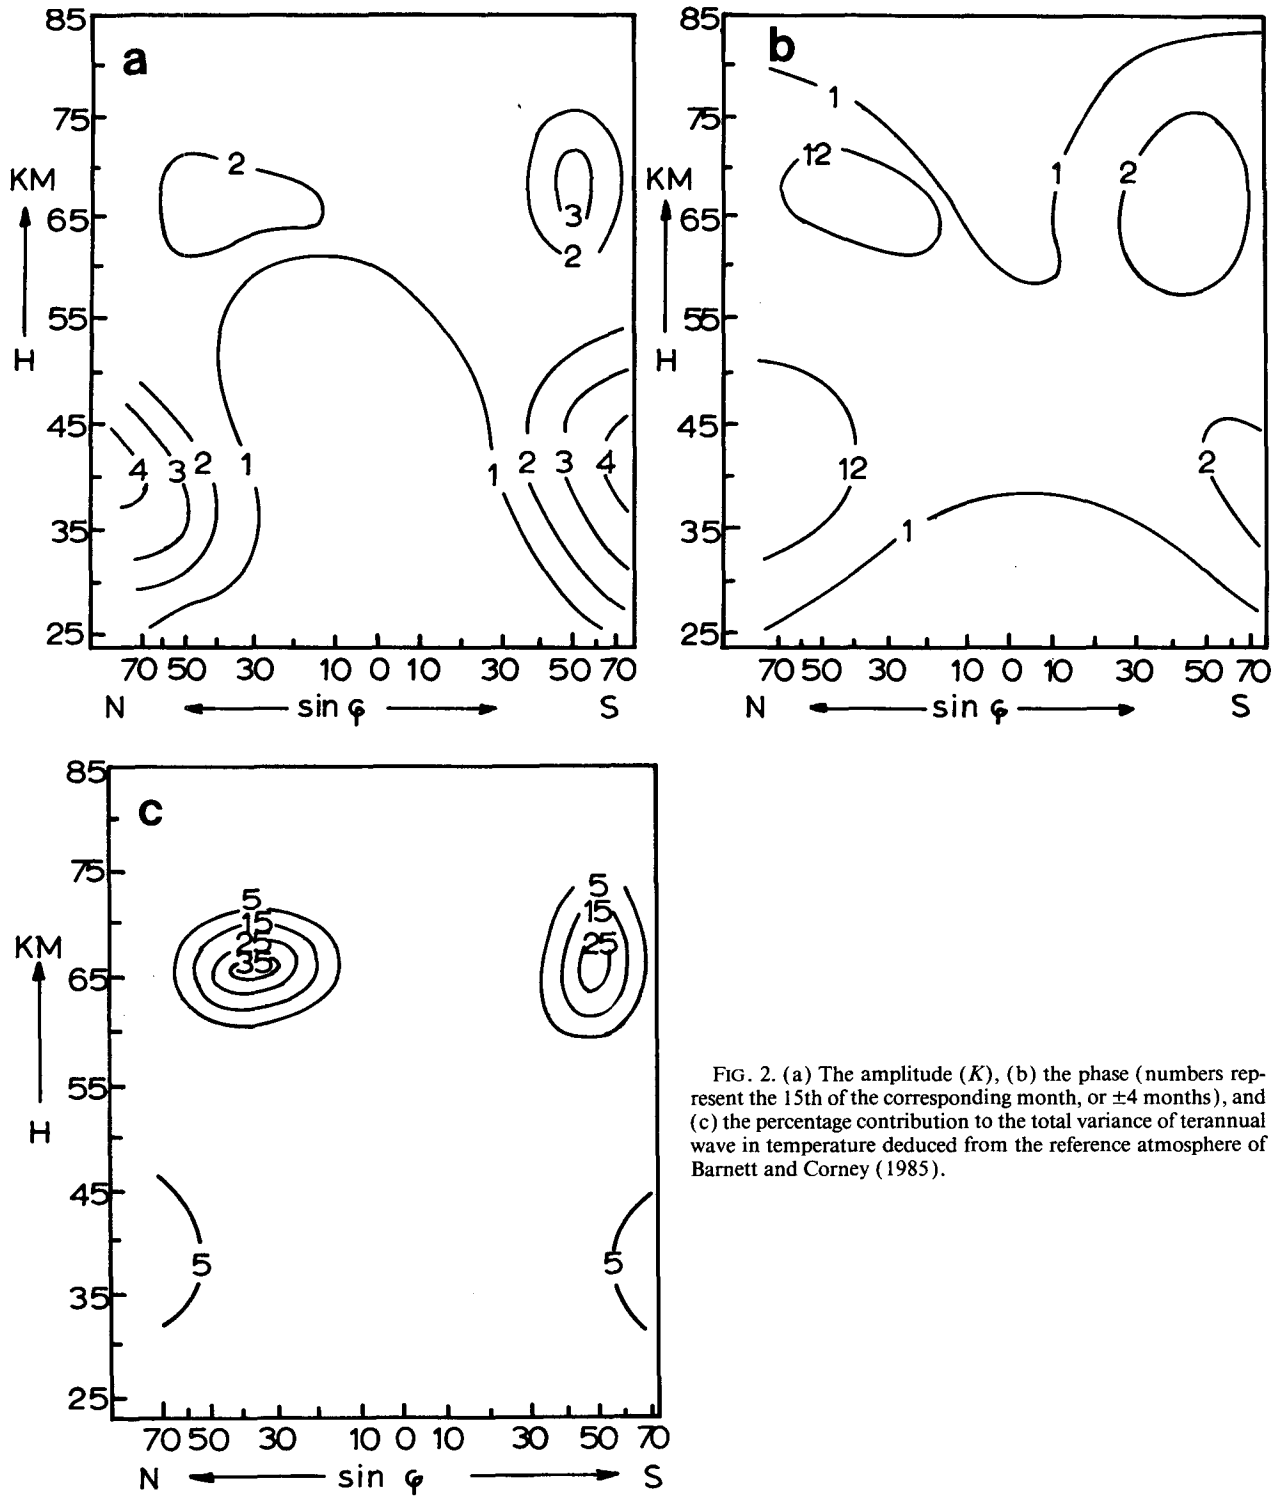 85
a
75
2
KM
65
3
2
55
H
45
4 3 2 1 1 2 3 4
35
25
70 50 30 10 0 10 30 50 70
N sin φ S
85
b
1
75
12
1 2
KM
65
55
H
45
12 2
35
1
25
70 50 30 10 0 10 30 50 70
N sin φ S
85
c
75
5 5
15 15
25 25
KM
35
65
55
H
45
5 5
35
25
70 50 30 10 0 10 30 50 70
N sin φ S
FIG. 2. (a) The amplitude (K), (b) the phase (numbers rep-
resent the 15th of the corresponding month, or ±4 months), and
(c) the percentage contribution to the total variance of terannual
wave in temperature deduced from the reference atmosphere of
Barnett and Corney (1985).